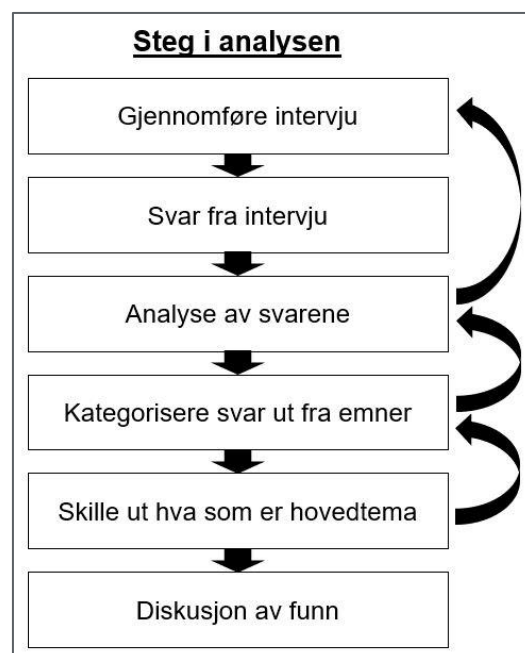 Steg i analysen
Gjennomføre intervju
Svar fra intervju
Analyse av svarene
Kategorisere svar ut fra emner
Skille ut hva som er hovedtema
Diskusjon av funn